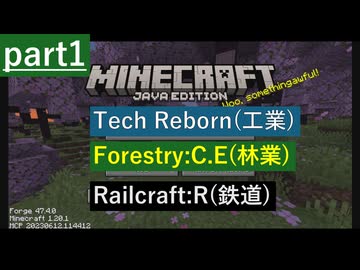 part1
MINECRAFT
JAVA EDITION
Woo, somethingawful!
Tech Reborn(工業)
Forestry:C.E(林業)
Railcraft:R(鉄道)
Forge 47.4.0
Minecraft 1.20.1
MCP 20230612.114412